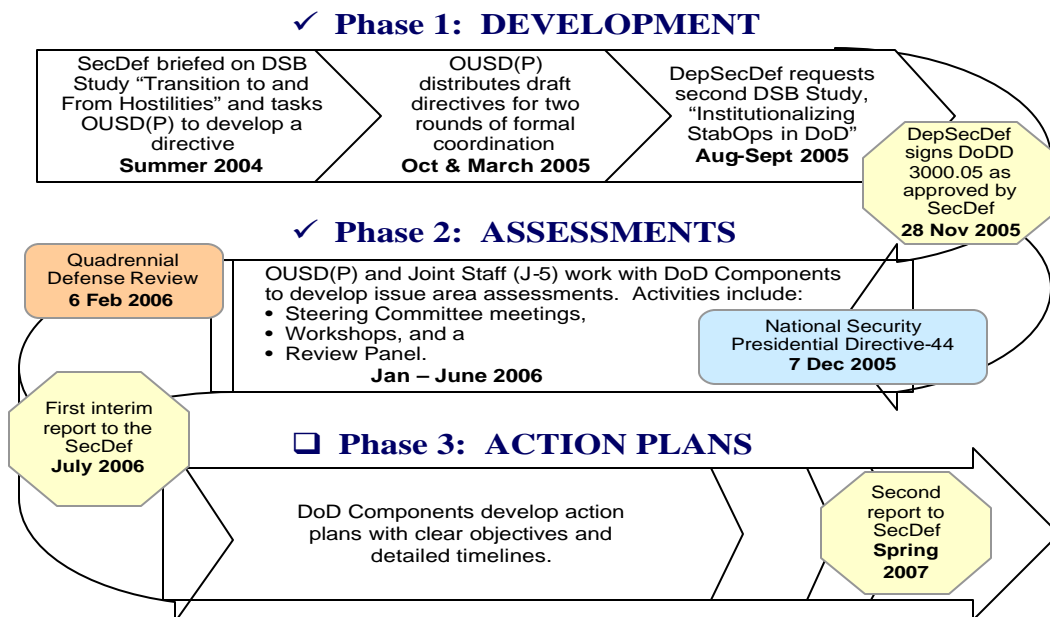 ✓ Phase 1: DEVELOPMENT
SecDef briefed on DSB
Study “Transition to and
From Hostilities” and tasks
OUSD(P) to develop a
directive
Summer 2004
OUSD(P)
distributes draft
directives for two
rounds of formal
coordination
Oct & March 2005
DepSecDef requests
second DSB Study,
“Institutionalizing
StabOps in DoD”
Aug-Sept 2005
DepSecDef
signs DoDD
3000.05 as
approved by
SecDef
28 Nov 2005
✓ Phase 2: ASSESSMENTS
Quadrennial
Defense Review
6 Feb 2006
OUSD(P) and Joint Staff (J-5) work with DoD Components
to develop issue area assessments. Activities include:
• Steering Committee meetings,
• Workshops, and a
• Review Panel.
Jan – June 2006
National Security
Presidential Directive-44
7 Dec 2005
First interim
report to the
SecDef
July 2006
❑ Phase 3: ACTION PLANS
DoD Components develop action
plans with clear objectives and
detailed timelines.
Second
report to
SecDef
Spring
2007